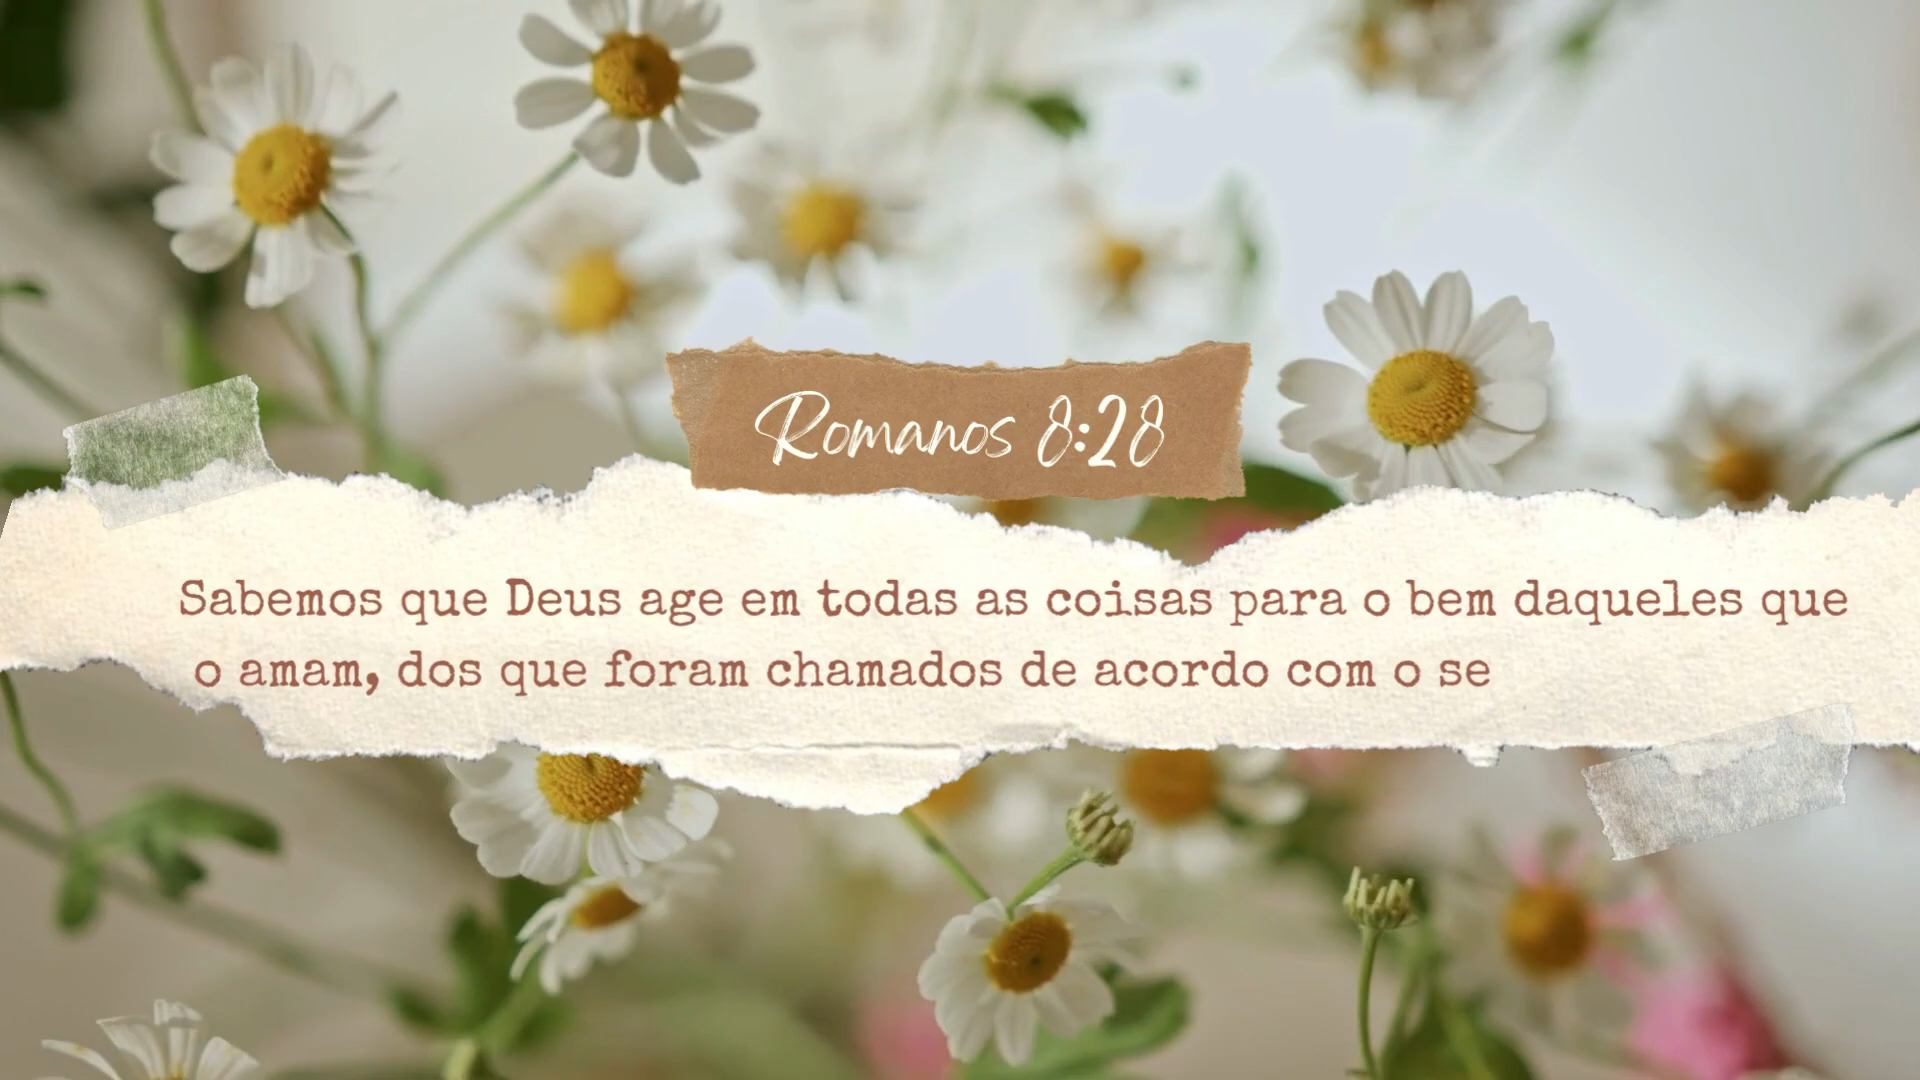 Romanos 8:28
Sabemos que Deus age em todas as coisas para o bem daqueles que
o amam, dos que foram chamados de acordo com o se